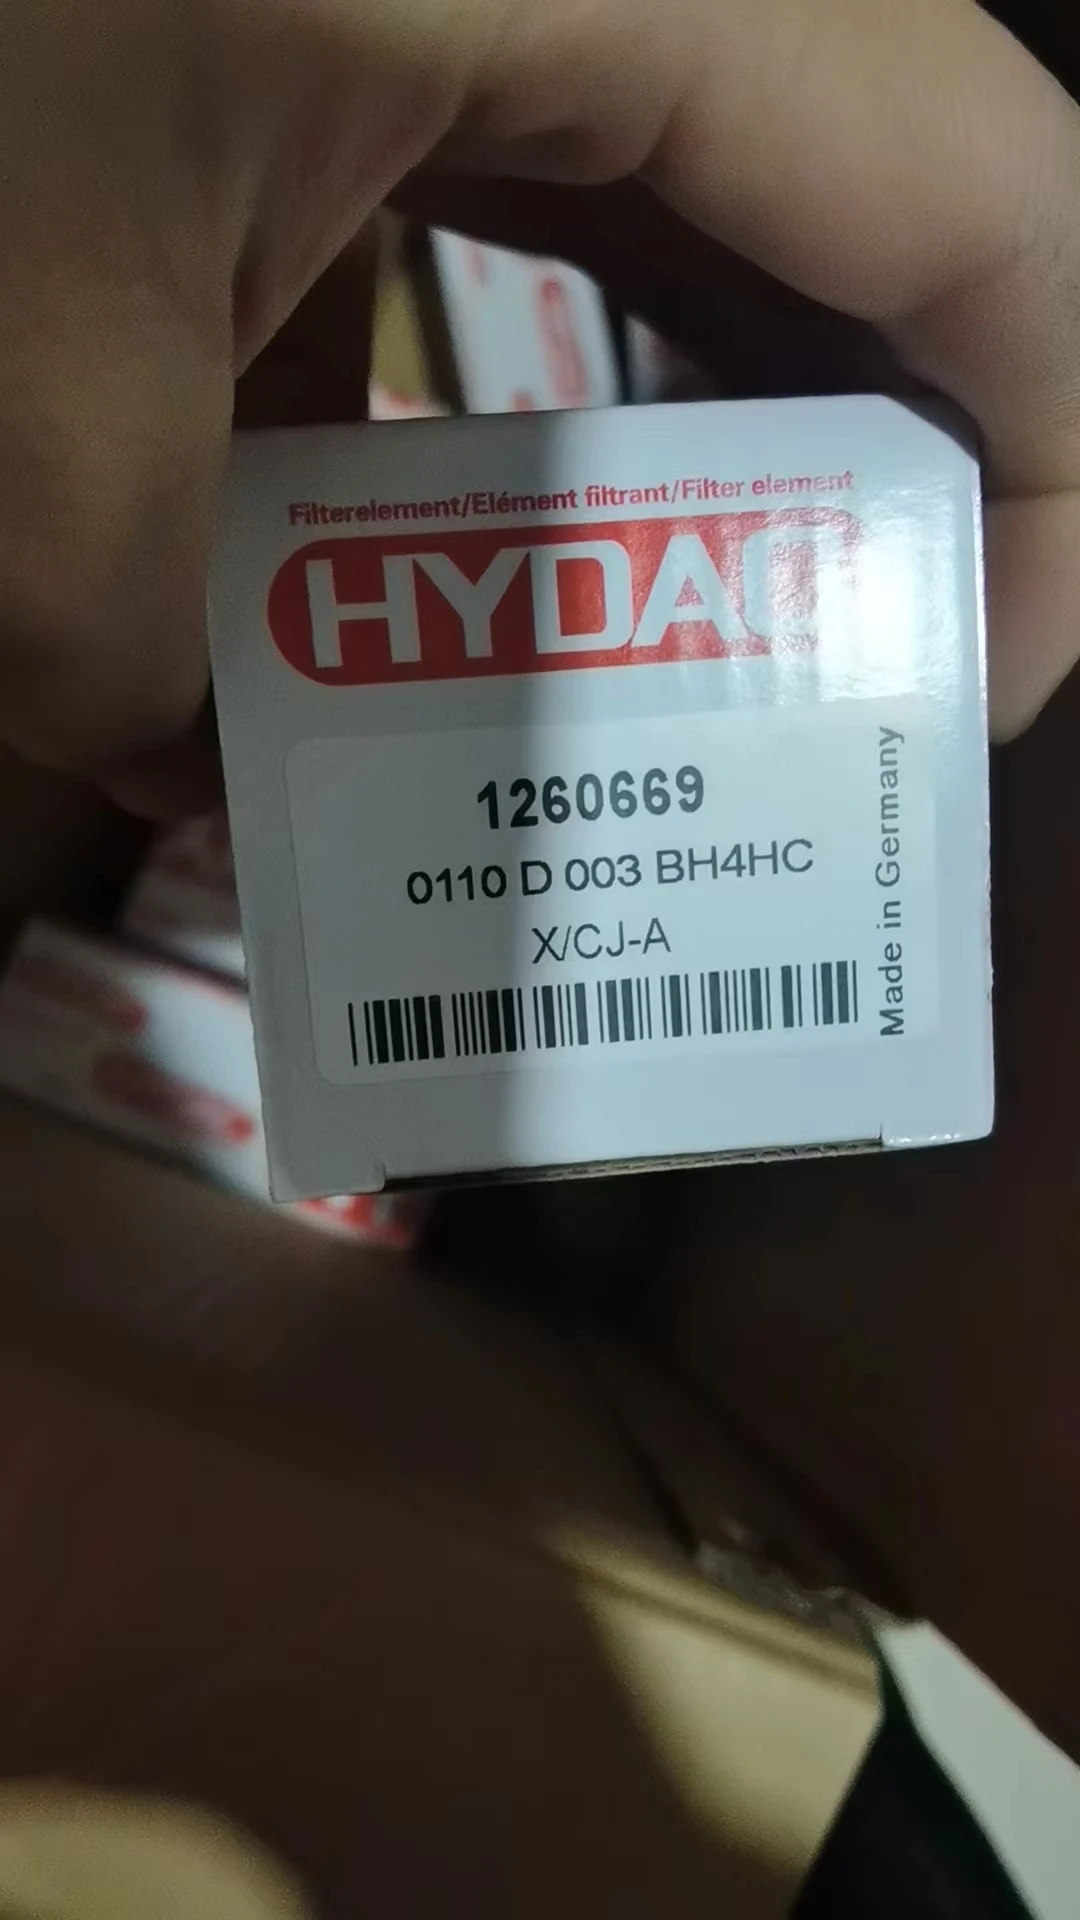 Filterelement/Elément filtrant/Filter element
HYDAC
1260669
0110 D 003 BH4HC
X/CJ-A
Made in Germany